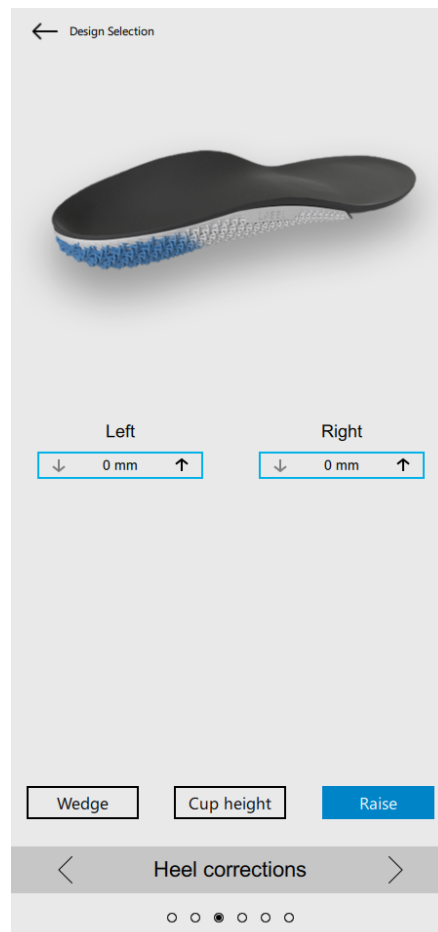 Design Selection
Left Right
0 mm 0 mm
Wedge Cup height Raise
Heel corrections